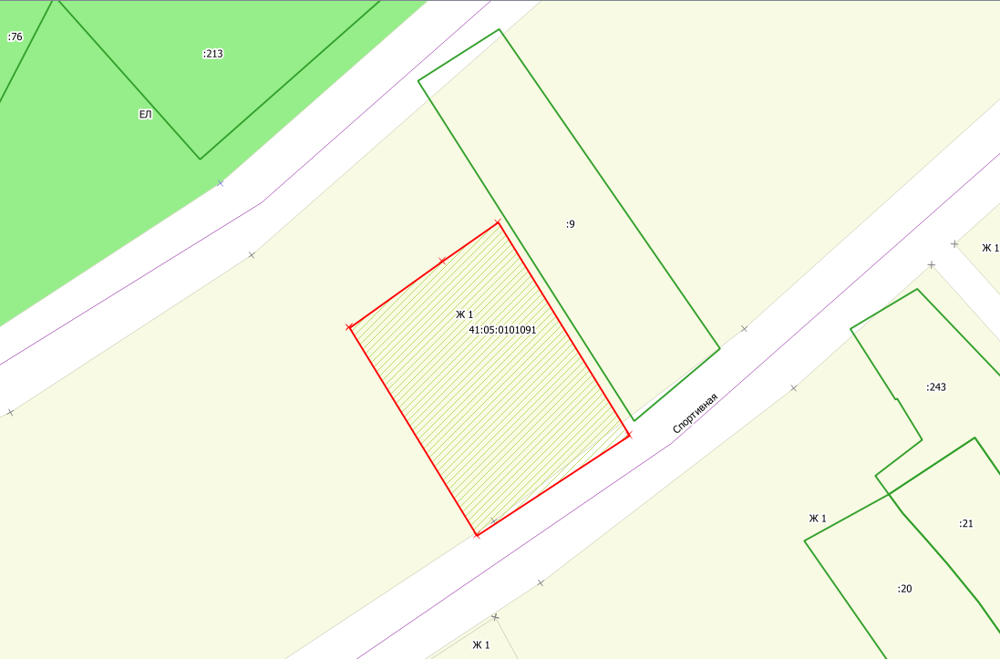 :76
:213
ЕЛ
:9
Ж 1
Ж 1
41:05:0101091
:243
Спортивная
Ж 1
:21
:20
Ж 1